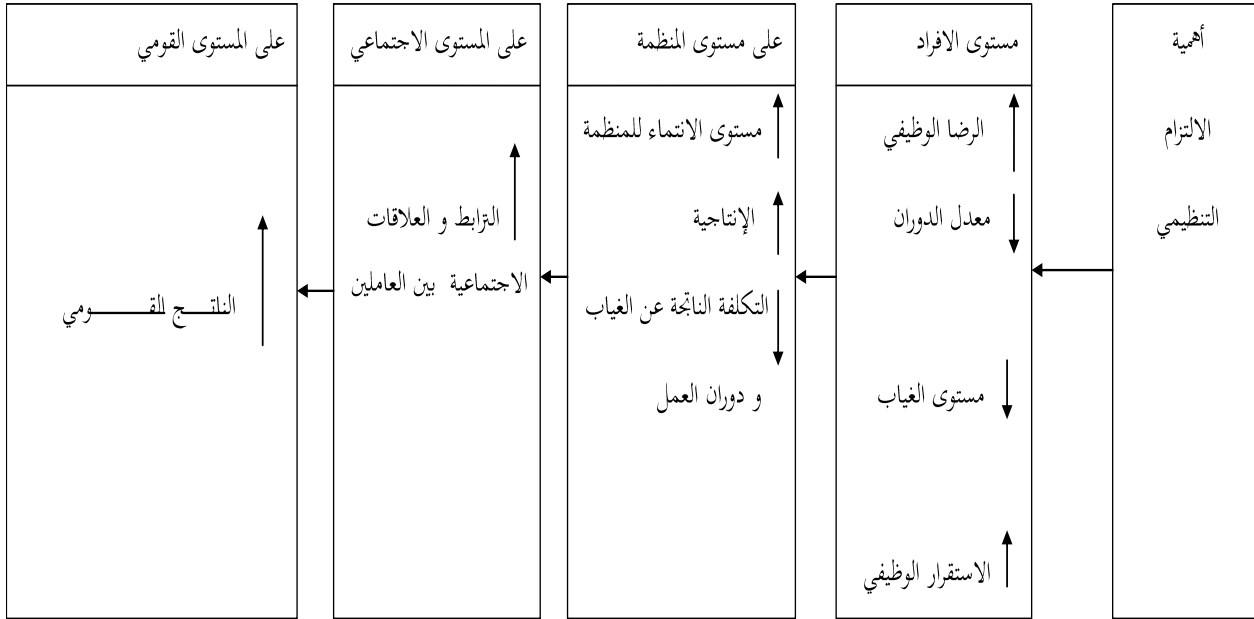 أهمية
الالتزام
التنظيمي
مستوى الافراد
الرضا الوظيفي
معدل الدوران
مستوى الغياب
الاستقرار الوظيفي
على مستوى المنظمة
مستوى الانتماء للمنظمة
الإنتاجية
التكلفة الناتجة عن الغياب
و دوران العمل
على المستوى الاجتماعي
الترابط و العلاقات
الاجتماعية بين العاملين
على المستوى القومي
الناتـــج القـــــــومي